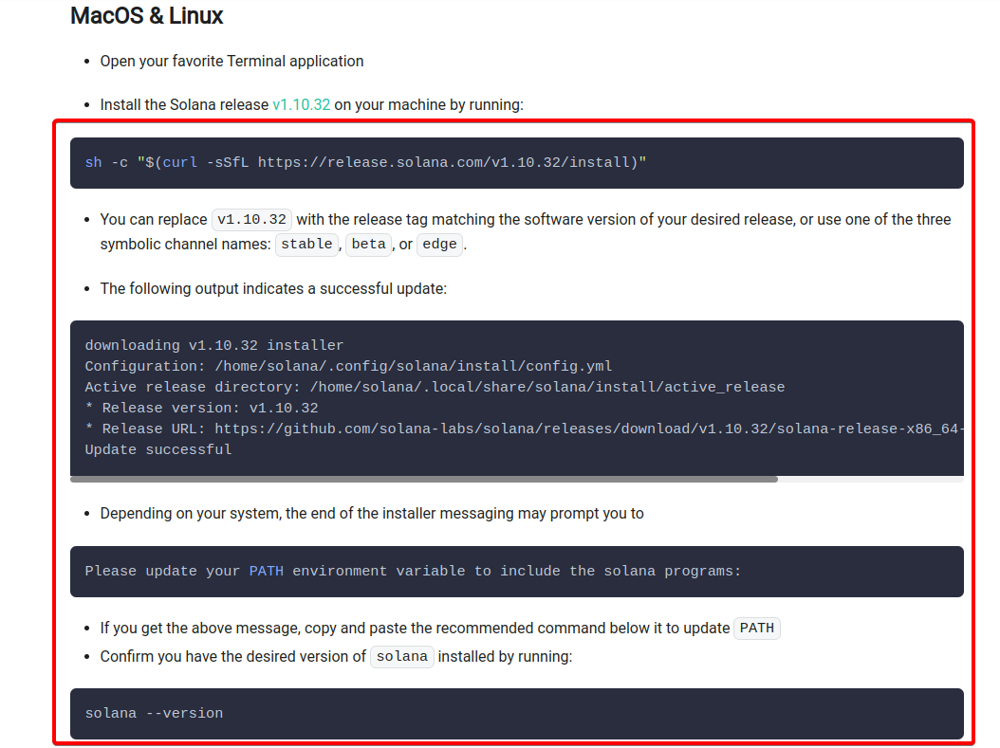 MacOS & Linux
• Open your favorite Terminal application
• Install the Solana release v1.10.32 on your machine by running:
sh -c "$(curl -sSfL https://release.solana.com/v1.10.32/install)"
• You can replace v1.10.32 with the release tag matching the software version of your desired release, or use one of the three
symbolic channel names: stable, beta, or edge.
• The following output indicates a successful update:
downloading v1.10.32 installer
Configuration: /home/solana/.config/solana/install/config.yml
Active release directory: /home/solana/.local/share/solana/install/active_release
* Release version: v1.10.32
* Release URL: https://github.com/solana-labs/solana/releases/download/v1.10.32/solana-release-x86_64-
Update successful
• Depending on your system, the end of the installer messaging may prompt you to
Please update your PATH environment variable to include the solana programs:
• If you get the above message, copy and paste the recommended command below it to update PATH
• Confirm you have the desired version of solana installed by running:
solana --version